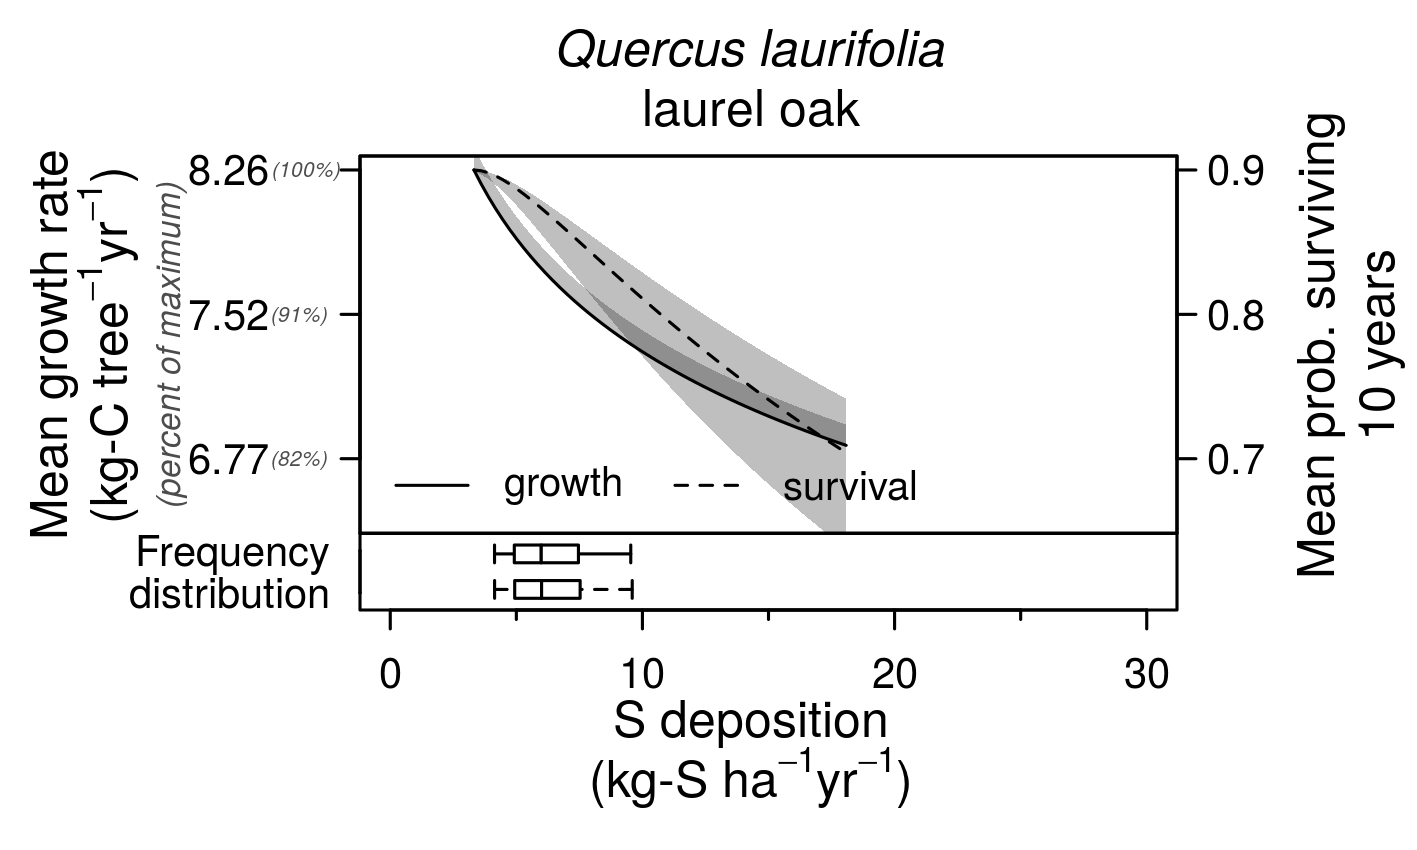 Quercus laurifolia
laurel oak
Mean growth rate
(kg-C tree⁻¹yr⁻¹)
(percent of maximum)
8.26 (100%)
7.52 (91%)
6.77 (82%)
0.9
0.8
0.7
Mean prob. surviving
10 years
growth survival
Frequency
distribution
0 10 20 30
S deposition
(kg-S ha⁻¹yr⁻¹)